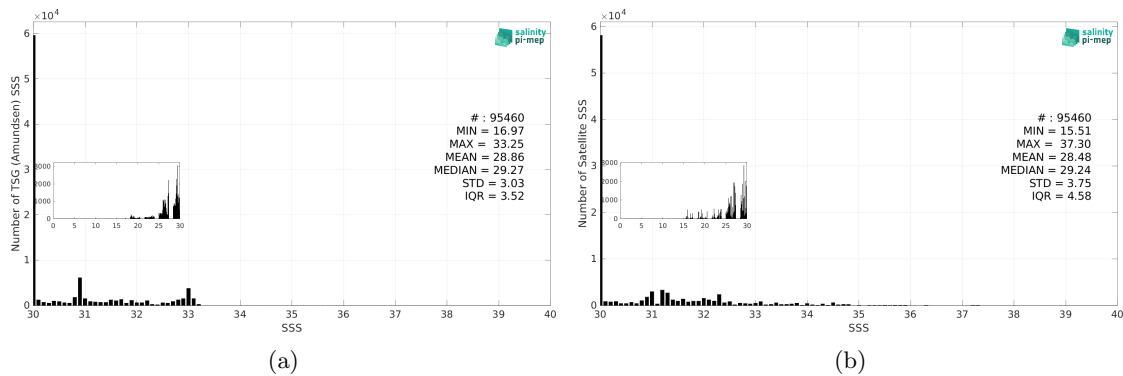 ×10⁴
6
5
4
3
2
1
0
Number of TSG (Amundsen) SSS
salinity
pi-mep
# : 95460
MIN = 16.97
MAX = 33.25
MEAN = 28.86
MEDIAN = 29.27
STD = 3.03
IQR = 3.52
3000
2000
1000
0
0 5 10 15 20 25 30
30 31 32 33 34 35 36 37 38 39 40
SSS
(a)
×10⁴
6
5
4
3
2
1
0
Number of Satellite SSS
salinity
pi-mep
# : 95460
MIN = 15.51
MAX = 37.30
MEAN = 28.48
MEDIAN = 29.24
STD = 3.75
IQR = 4.58
3000
2000
1000
0
0 5 10 15 20 25 30
30 31 32 33 34 35 36 37 38 39 40
SSS
(b)